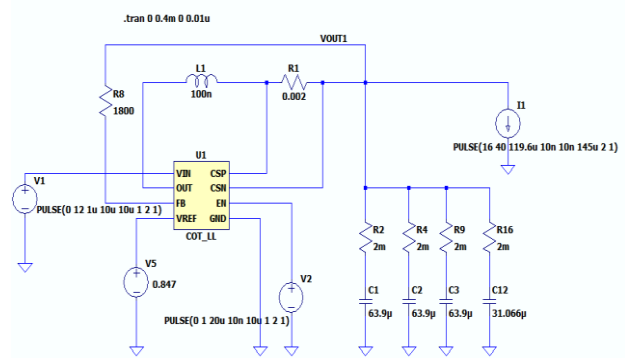 .tran 0 0.4m 0 0.01u
VOUT1
L1
100n
R1
0.002
R8
1800
I1
PULSE(16 40 119.6u 10n 10n 145u 2 1)
U1
VIN CSP
OUT CSN
FB EN
VREF GND
COT_LL
V1
PULSE(0 12 1u 10u 10u 1 2 1)
V5
0.847
V2
PULSE(0 1 20u 10n 10u 1 2 1)
R2 R4 R9 R16
2m 2m 2m 2m
C1 C2 C3 C12
63.9µ 63.9µ 63.9µ 31.066µ